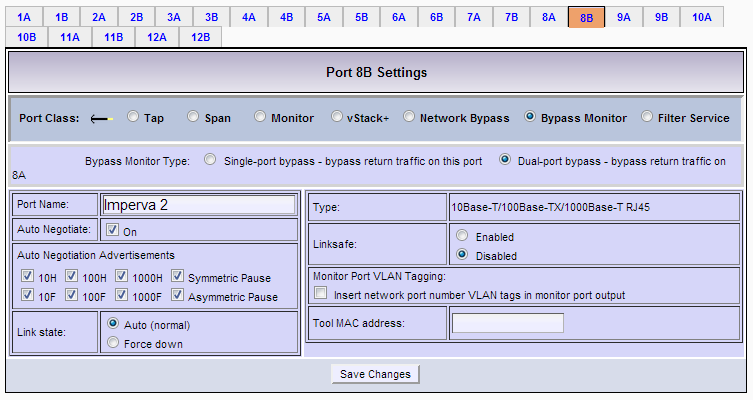 1A 1B 2A 2B 3A 3B 4A 4B 5A 5B 6A 6B 7A 7B 8A 8B 9A 9B 10A
10B 11A 11B 12A 12B
Port 8B Settings
Port Class: Tap Span Monitor vStack+ Network Bypass Bypass Monitor Filter Service
Bypass Monitor Type: Single-port bypass - bypass return traffic on this port Dual-port bypass - bypass return traffic on
8A
Port Name: Imperva 2
Auto Negotiate: On
Auto Negotiation Advertisements
10H 100H 1000H Symmetric Pause
10F 100F 1000F Asymmetric Pause
Link state: Auto (normal)
Force down
Type: 10Base-T/100Base-TX/1000Base-T RJ45
Linksafe: Enabled
Disabled
Monitor Port VLAN Tagging:
Insert network port number VLAN tags in monitor port output
Tool MAC address:
Save Changes